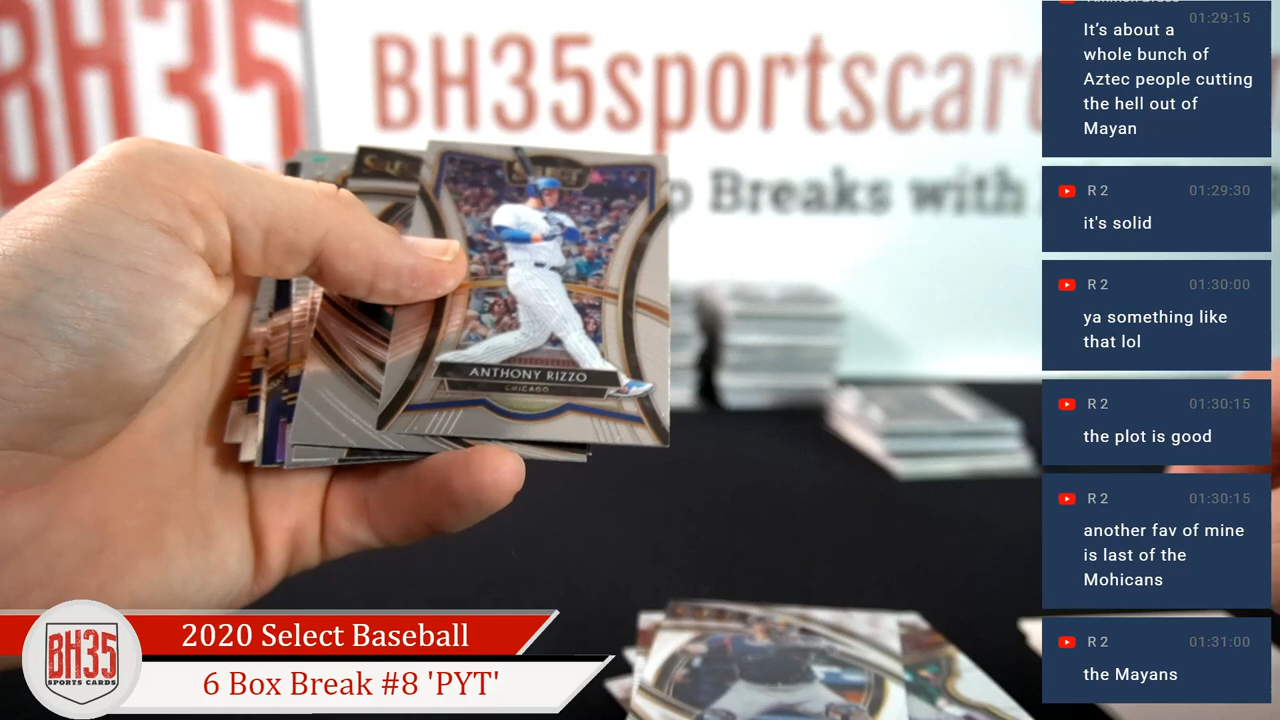 BH35
BH35sportscar
Breaks with
SELECT
ANTHONY RIZZO
CHICAGO
2020 Select Baseball
6 Box Break #8 'PYT'
BH35
SPORTS CARDS
01:29:15
It’s about a
whole bunch of
Aztec people cutting
the hell out of
Mayan
R 2 01:29:30
it's solid
R 2 01:30:00
ya something like
that lol
R 2 01:30:15
the plot is good
R 2 01:30:15
another fav of mine
is last of the
Mohicans
R 2 01:31:00
the Mayans